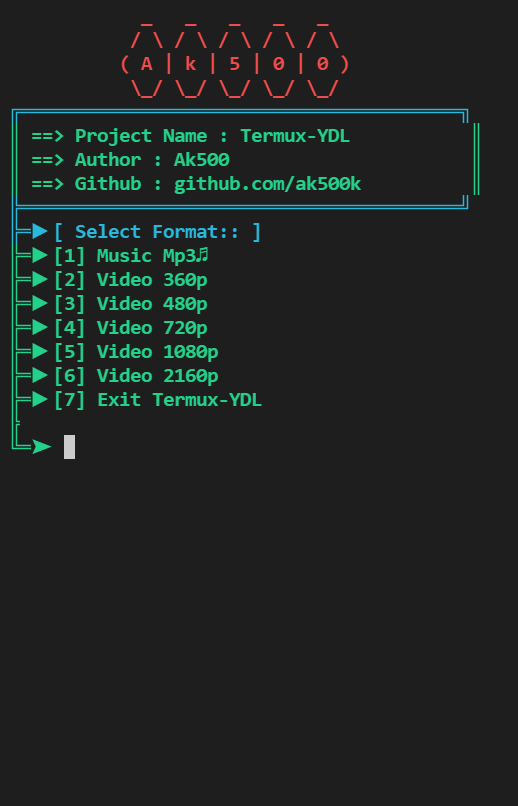 ( A | k | 5 | 0 | 0 )
==> Project Name : Termux-YDL
==> Author : Ak500
==> Github : github.com/ak500k
[ Select Format:: ]
[1] Music Mp3♬
[2] Video 360p
[3] Video 480p
[4] Video 720p
[5] Video 1080p
[6] Video 2160p
[7] Exit Termux-YDL